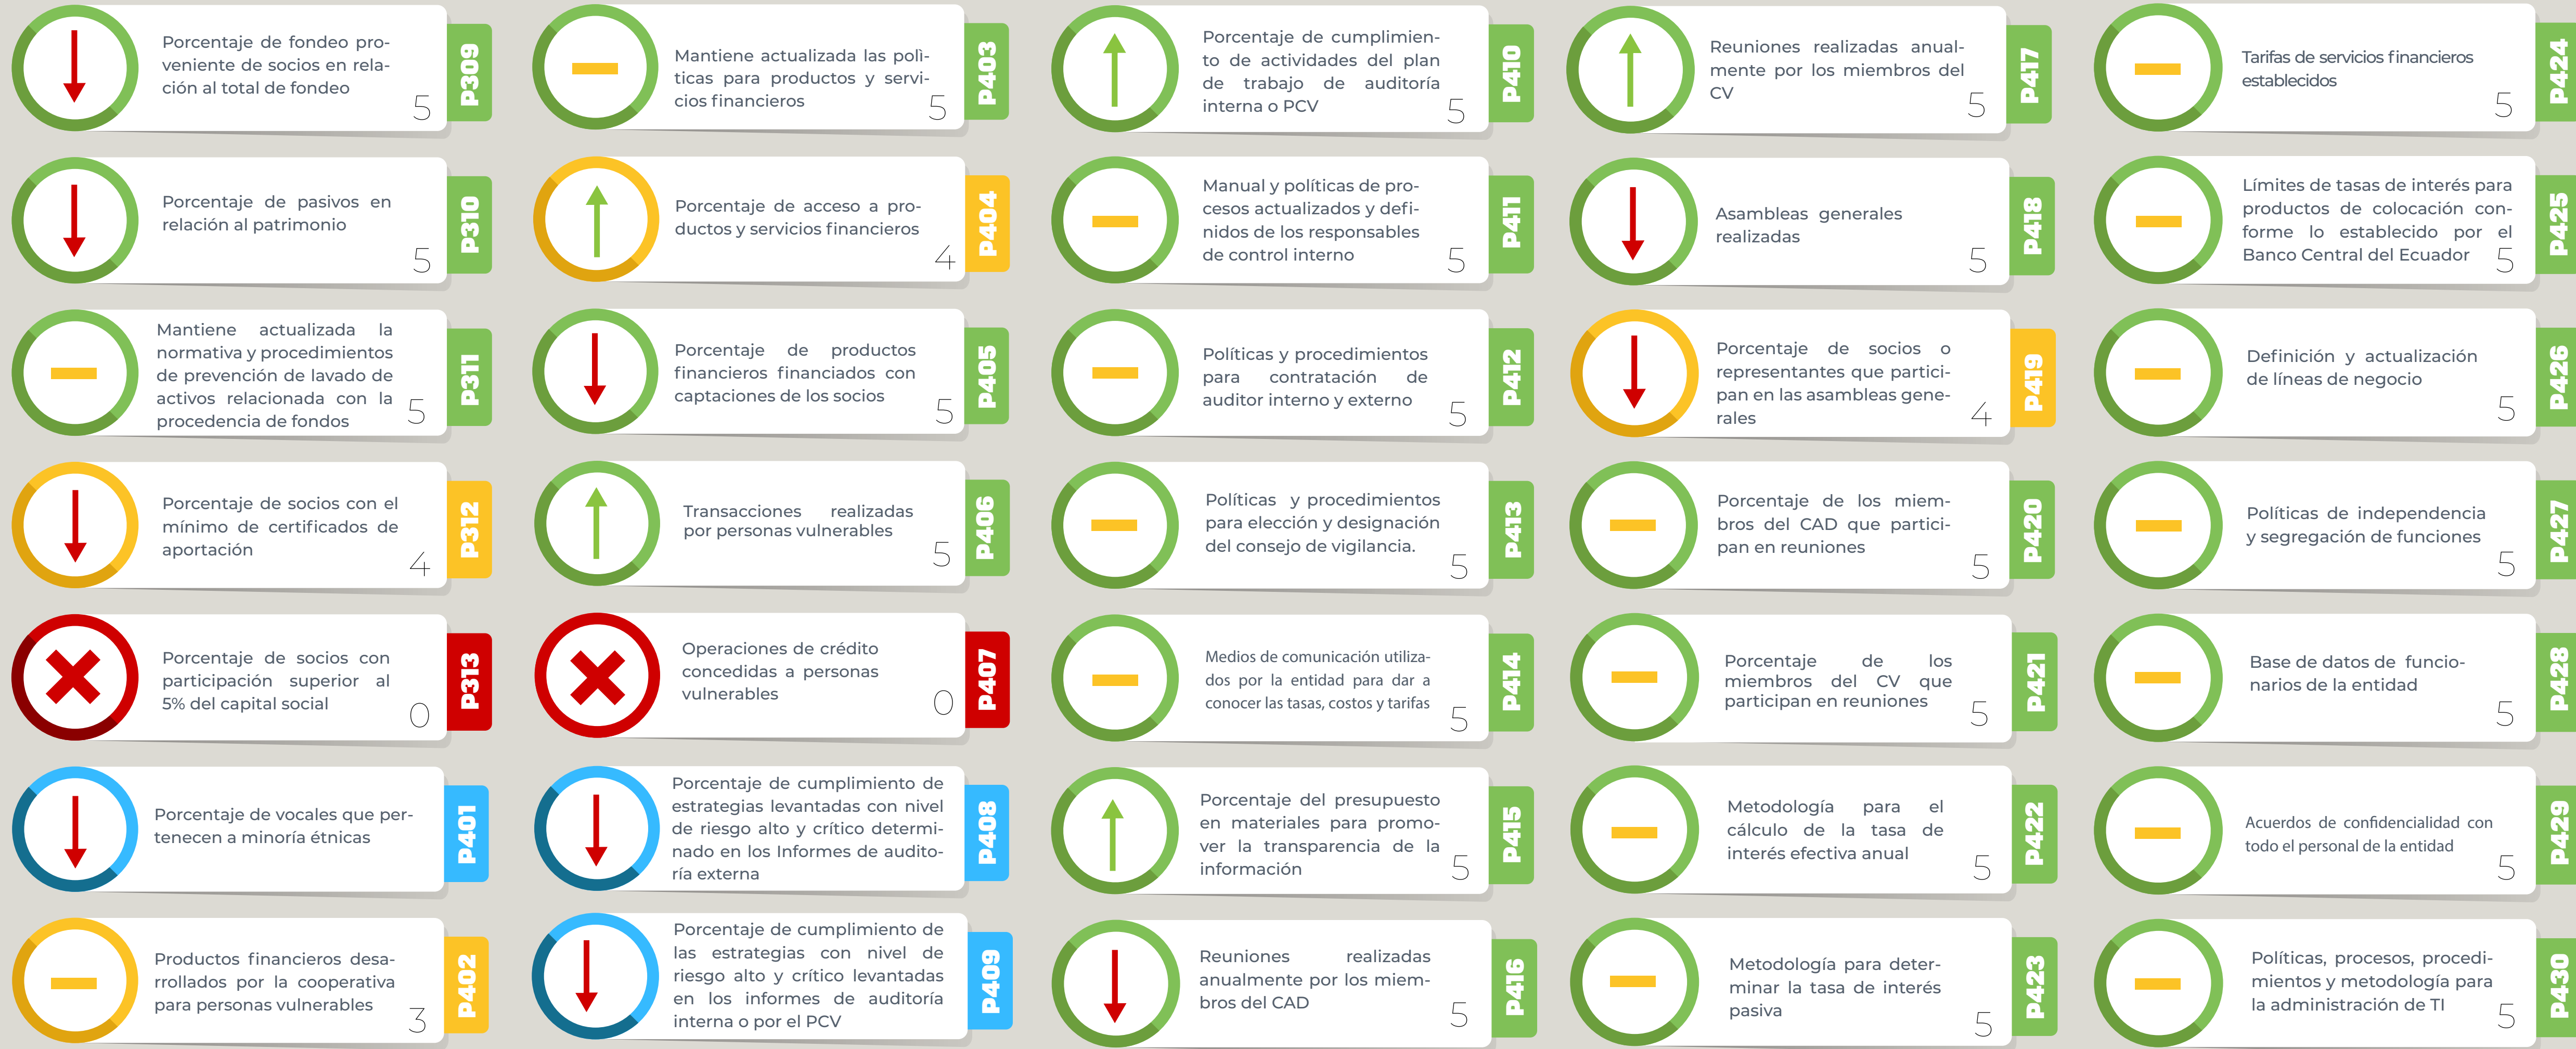 Porcentaje de fondeo pro-
veniente de socios en rela-
ción al total de fondeo
5
P309
Porcentaje de pasivos en
relación al patrimonio
5
P310
Mantiene actualizada la
normativa y procedimientos
de prevención de lavado de
activos relacionada con la
procedencia de fondos
5
P311
Porcentaje de socios con el
mínimo de certificados de
aportación
4
P312
Porcentaje de socios con
participación superior al
5% del capital social
0
P313
Porcentaje de vocales que per-
tenecen a minoría étnicas
P401
Productos financieros desa-
rrollados por la cooperativa
para personas vulnerables
3
P402
Mantiene actualizada las polì-
ticas para productos y servi-
cios financieros
5
P403
Porcentaje de acceso a pro-
ductos y servicios financieros
4
P404
Porcentaje de productos
financieros financiados con
captaciones de los socios
5
P405
Transacciones realizadas
por personas vulnerables
5
P406
Operaciones de crédito
concedidas a personas
vulnerables
0
P407
Porcentaje de cumplimiento de
estrategias levantadas con nivel
de riesgo alto y crítico determi-
nado en los Informes de audito-
ría externa
P408
Porcentaje de cumplimiento de
las estrategias con nivel de
riesgo alto y crítico levantadas
en los informes de auditoría
interna o por el PCV
P409
Porcentaje de cumplimien-
to de actividades del plan
de trabajo de auditoría
interna o PCV
5
P410
Manual y políticas de pro-
cesos actualizados y defi-
nidos de los responsables
de control interno
5
P411
Políticas y procedimientos
para contratación de
auditor interno y externo
5
P412
Políticas y procedimientos
para elección y designación
del consejo de vigilancia.
5
P413
Medios de comunicación utiliza-
dos por la entidad para dar a
conocer las tasas, costos y tarifas
5
P414
Porcentaje del presupuesto
en materiales para promo-
ver la transparencia de la
información
5
P415
Reuniones realizadas
anualmente por los miem-
bros del CAD
5
P416
Reuniones realizadas anual-
mente por los miembros del
CV
5
P417
Asambleas generales
realizadas
5
P418
Porcentaje de socios o
representantes que partici-
pan en las asambleas gene-
rales
4
P419
Porcentaje de los miem-
bros del CAD que partici-
pan en reuniones
5
P420
Porcentaje de los
miembros del CV que
participan en reuniones
5
P421
Metodología para el
cálculo de la tasa de
interés efectiva anual
5
P422
Metodología para deter-
minar la tasa de interés
pasiva
5
P423
Tarifas de servicios financieros
establecidos
5
P424
Límites de tasas de interés para
productos de colocación con-
forme lo establecido por el
Banco Central del Ecuador
5
P425
Definición y actualización
de líneas de negocio
5
P426
Políticas de independencia
y segregación de funciones
5
P427
Base de datos de funcio-
narios de la entidad
5
P428
Acuerdos de confidencialidad con
todo el personal de la entidad
5
P429
Políticas, procesos, procedi-
mientos y metodología para
la administración de TI
5
P430